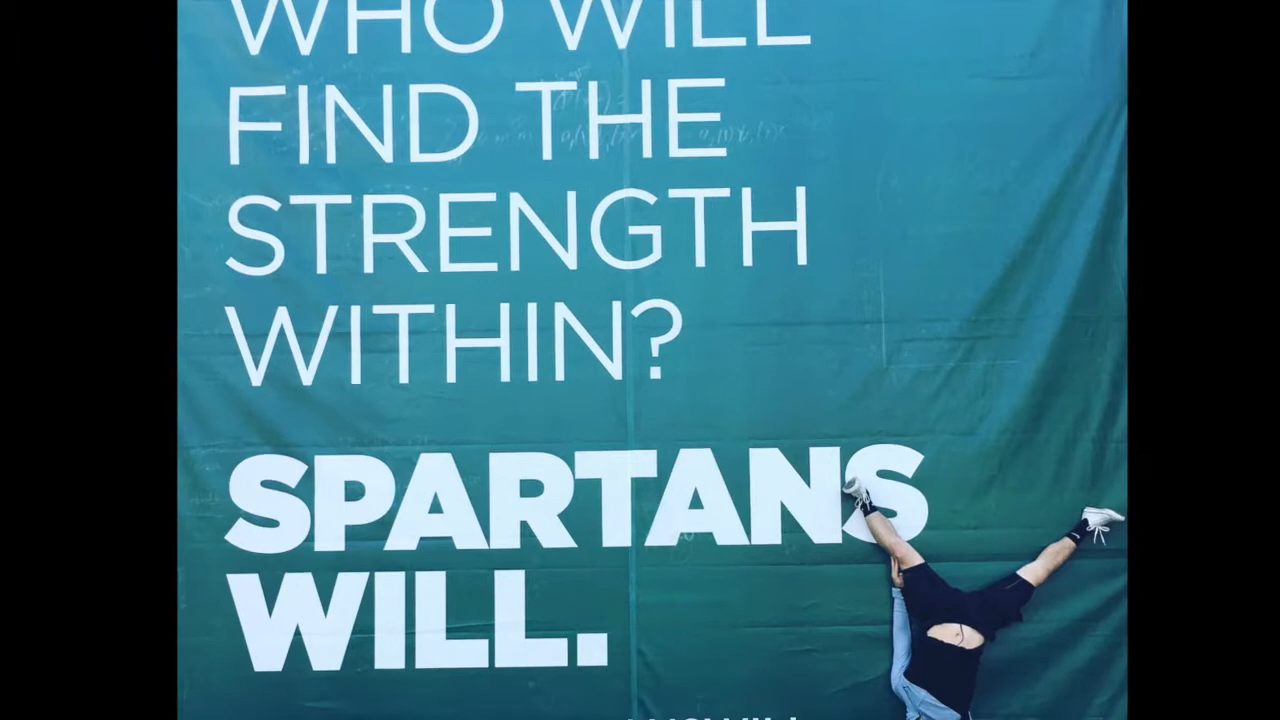 WHO WILL
FIND THE
STRENGTH
WITHIN?
SPARTANS
WILL.